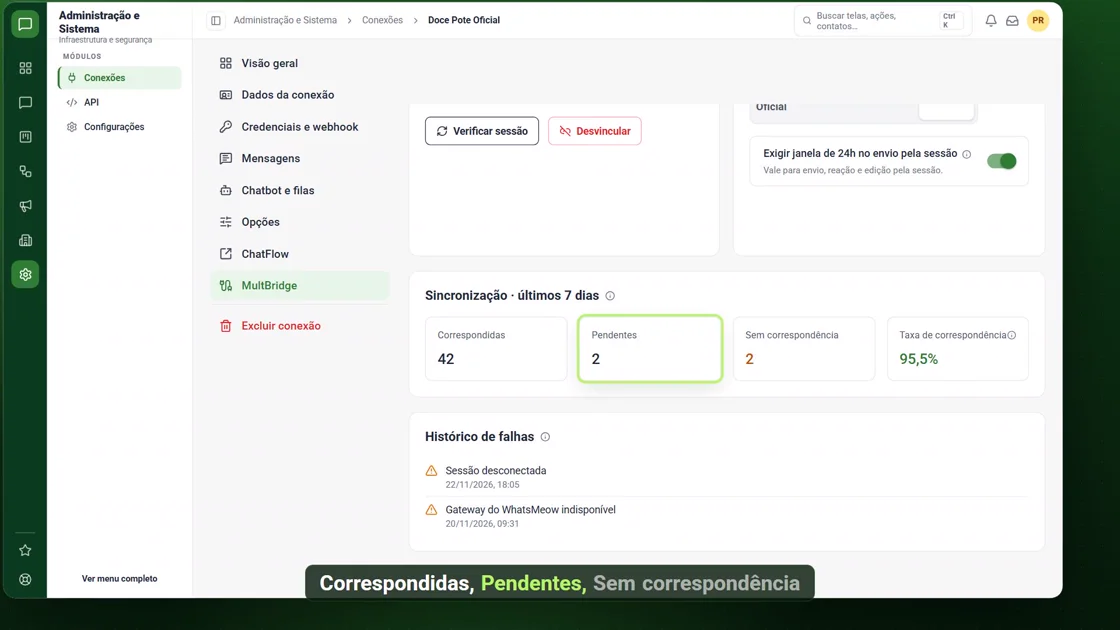 Administração e
Sistema
Infraestrutura e segurança
MÓDULOS
Conexões
API
Configurações
Ver menu completo
Administração e Sistema > Conexões > Doce Pote Oficial
Buscar telas, ações,
contatos...
Ctrl
K
PR
Visão geral
Dados da conexão
Credenciais e webhook
Mensagens
Chatbot e filas
Opções
ChatFlow
MultBridge
Excluir conexão
Verificar sessão
Desvincular
Oficial
Exigir janela de 24h no envio pela sessão
Vale para envio, reação e edição pela sessão.
Sincronização · últimos 7 dias
Correspondidas
42
Pendentes
2
Sem correspondência
2
Taxa de correspondência
95,5%
Histórico de falhas
Sessão desconectada
22/11/2026, 18:05
Gateway do WhatsMeow indisponível
20/11/2026, 09:31
Correspondidas, Pendentes, Sem correspondência